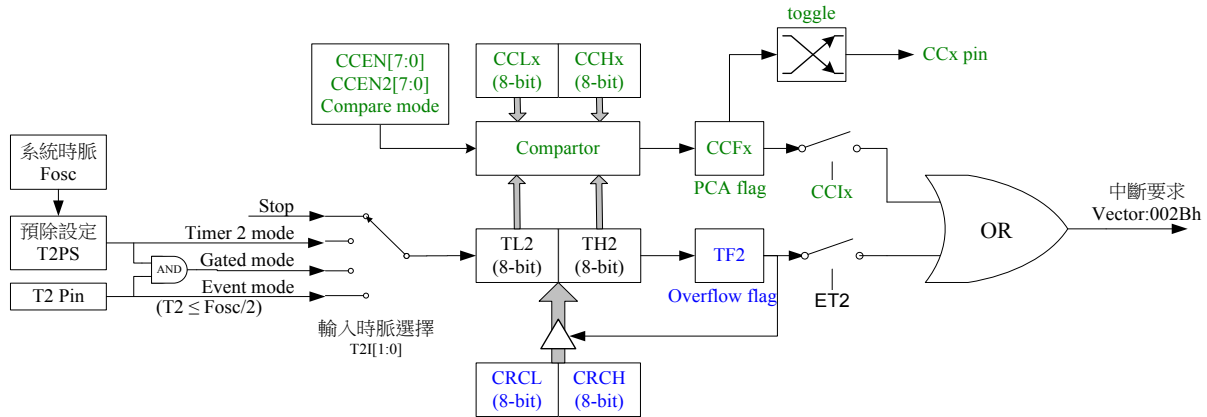 toggle
CCx pin
CCEN[7:0]
CCEN2[7:0]
Compare mode
CCLx
(8-bit)
CCHx
(8-bit)
Compartor
CCFx
PCA flag
CCIx
系統時脈
Fosc
預除設定
T2PS
T2 Pin
AND
Stop
Timer 2 mode
Gated mode
Event mode
(T2 ≤ Fosc/2)
輸入時脈選擇
T2I[1:0]
TL2
(8-bit)
TH2
(8-bit)
TF2
Overflow flag
ET2
OR
中斷要求
Vector:002Bh
CRCL
(8-bit)
CRCH
(8-bit)